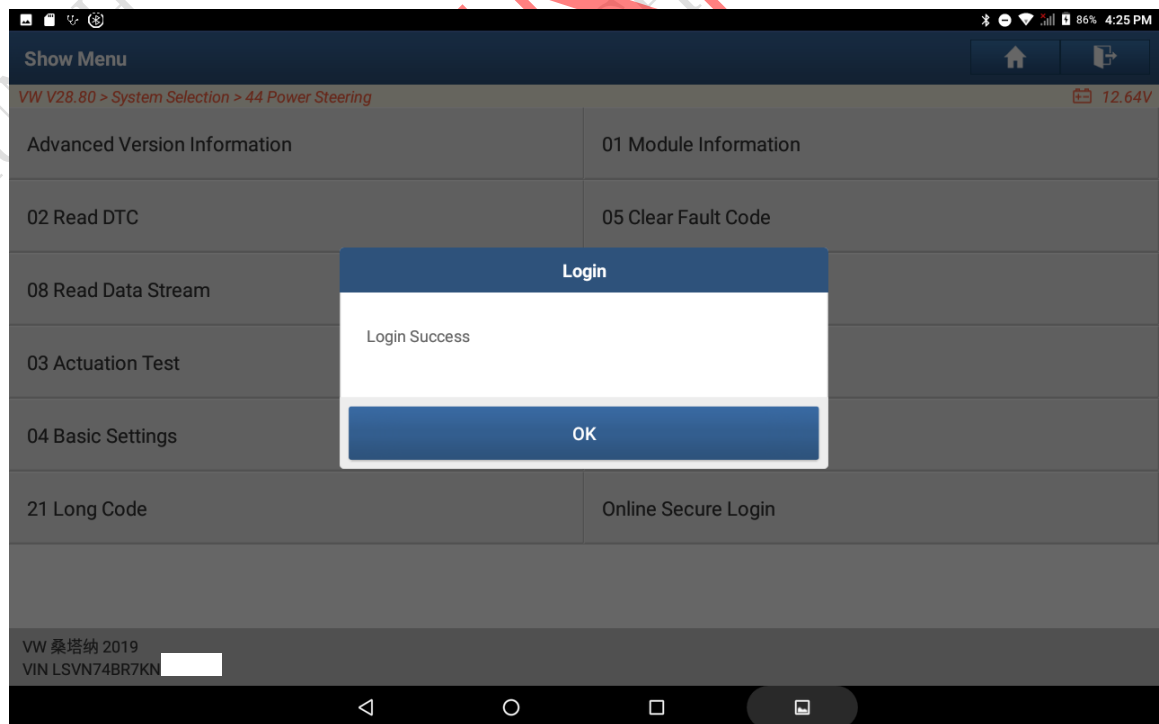 86% 4:25 PM
Show Menu
VW V28.80 > System Selection > 44 Power Steering
12.64V
Advanced Version Information
01 Module Information
02 Read DTC
05 Clear Fault Code
08 Read Data Stream
Login
Login Success
03 Actuation Test
04 Basic Settings
OK
21 Long Code
Online Secure Login
VW 桑塔纳 2019
VIN LSVN74BR7KN